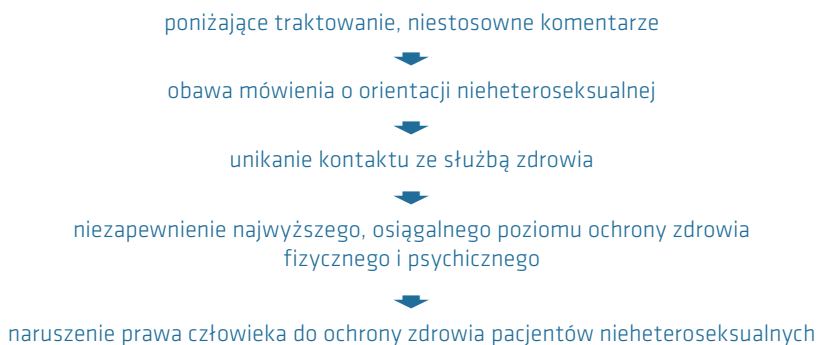 poniżające traktowanie, niestosowne komentarze
obawa mówienia o orientacji nieheteroseksualnej
unikanie kontaktu ze służbą zdrowia
niezapewnienie najwyższego, osiągalnego poziomu ochrony zdrowia
fizycznego i psychicznego
naruszenie prawa człowieka do ochrony zdrowia pacjentów nieheteroseksualnych